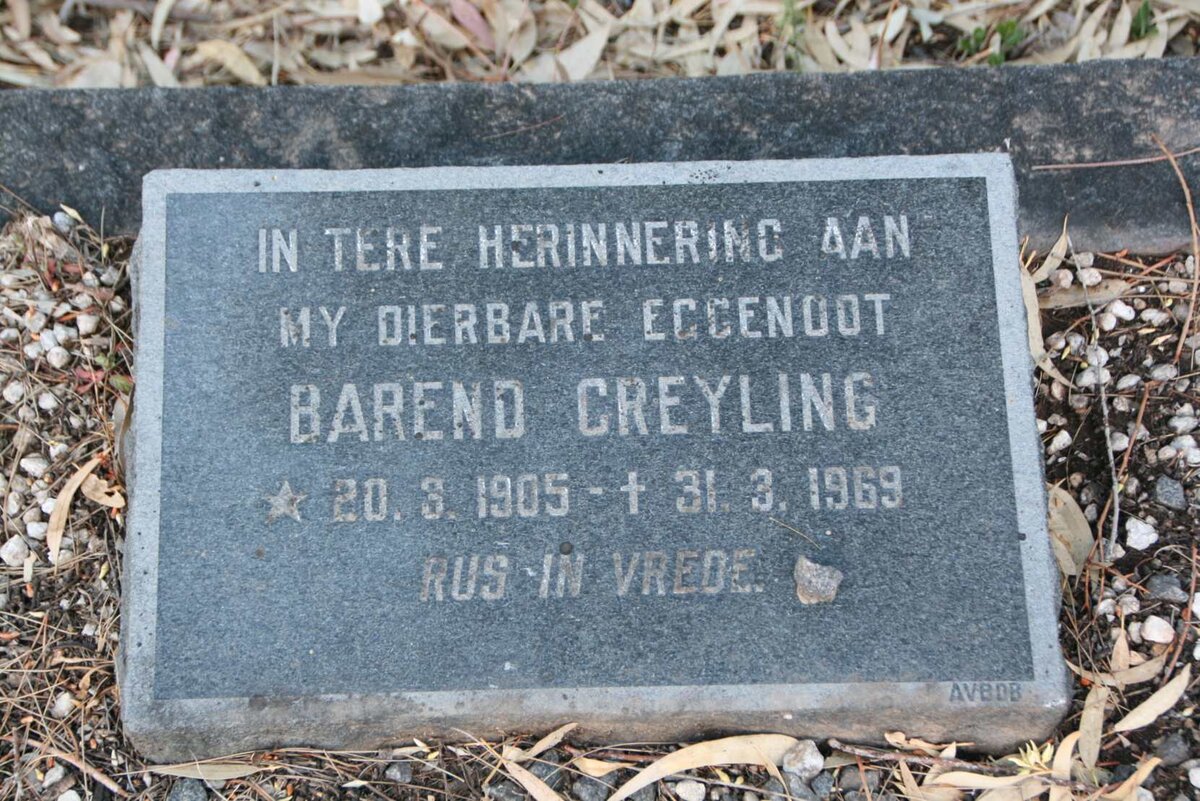 IN TERE HERINNERING AAN
MY DIERBARE EGGENOOT
BAREND GREYLING
★ 20. 3. 1905 - ✝ 31. 3. 1969
RUS IN VREDE.
AVBOB